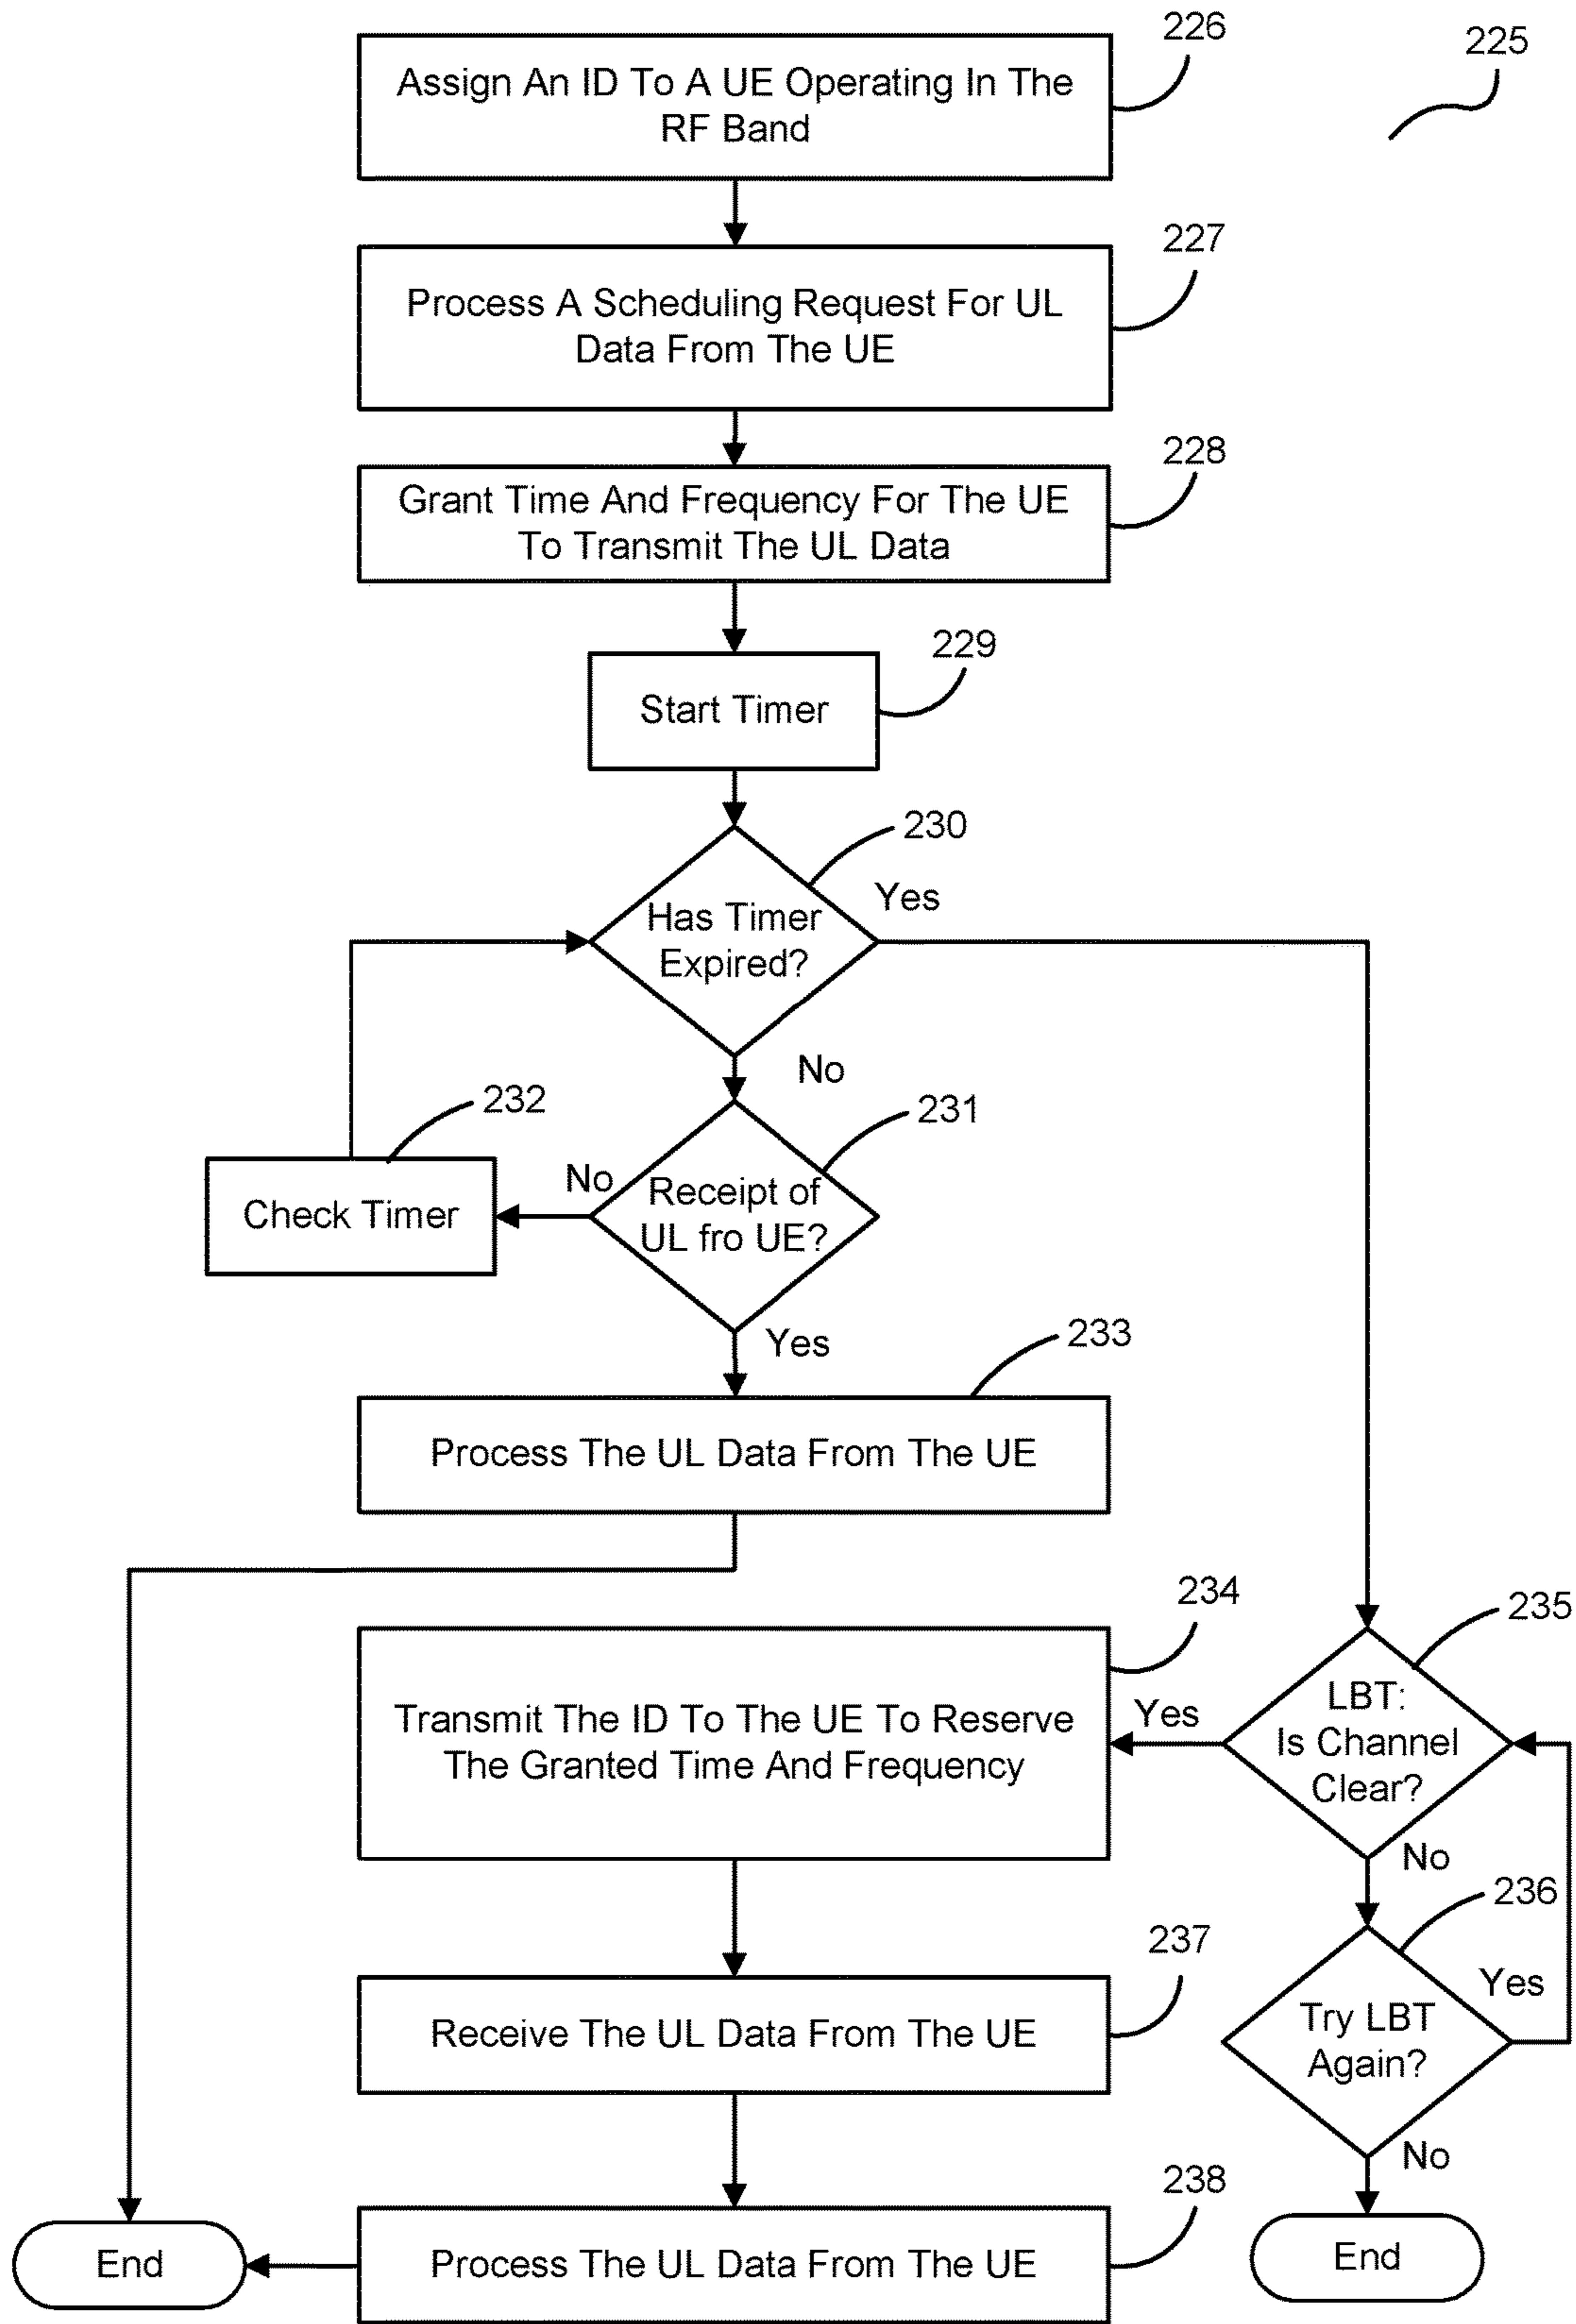 226
225
Assign An ID To A UE Operating In The
RF Band
227
Process A Scheduling Request For UL
Data From The UE
228
Grant Time And Frequency For The UE
To Transmit The UL Data
229
Start Timer
230
Yes
Has Timer
Expired?
No
232
231
No
Receipt of
UL fro UE?
Check Timer
Yes
233
Process The UL Data From The UE
234
235
Transmit The ID To The UE To Reserve
The Granted Time And Frequency
Yes
LBT:
Is Channel
Clear?
No
236
237
Yes
Receive The UL Data From The UE
Try LBT
Again?
No
238
End
Process The UL Data From The UE
End